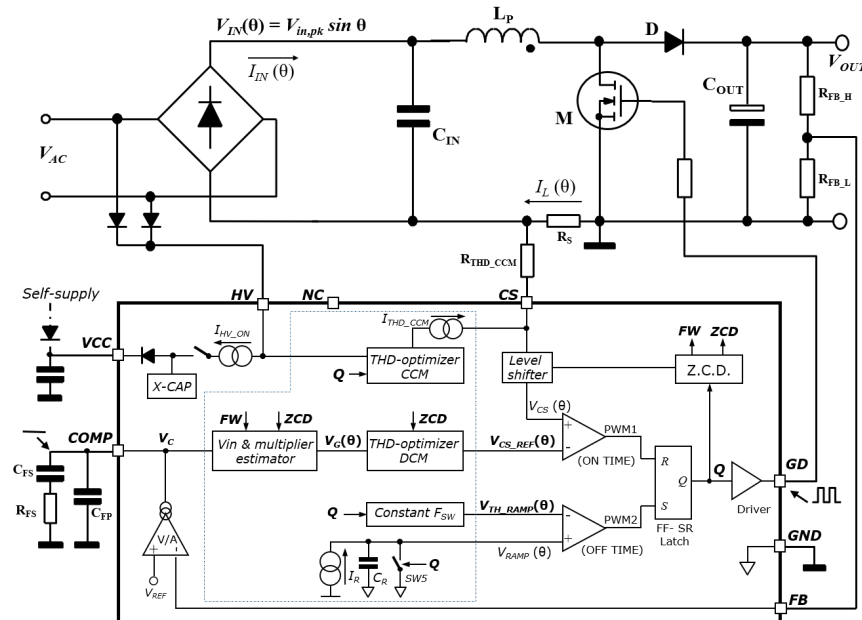 V_IN(θ) = V_in,pk sin θ
L_P
D
I_IN (θ)
V_OUT
C_OUT
R_FB_H
M
C_IN
V_AC
I_L (θ)
R_FB_L
R_S
R_THD_CCM
Self-supply
HV
NC
CS
I_THD_CCM
I_HV_ON
FW
ZCD
VCC
X-CAP
Q
THD-optimizer
CCM
Level
shifter
Z.C.D.
V_CS (θ)
FW
ZCD
ZCD
COMP
V_C
Vin & multiplier
estimator
V_G(θ)
THD-optimizer
DCM
V_CS_REF(θ)
+
-
PWM1
(ON TIME)
R
Q
S
FF- SR
Latch
Q
GD
Driver
C_FS
R_FS
C_FP
Q
Constant F_SW
V_TH_RAMP(θ)
-
+
PWM2
(OFF TIME)
V_RAMP (θ)
V/A
+
-
V_REF
I_R
C_R
SW5
Q
GND
FB